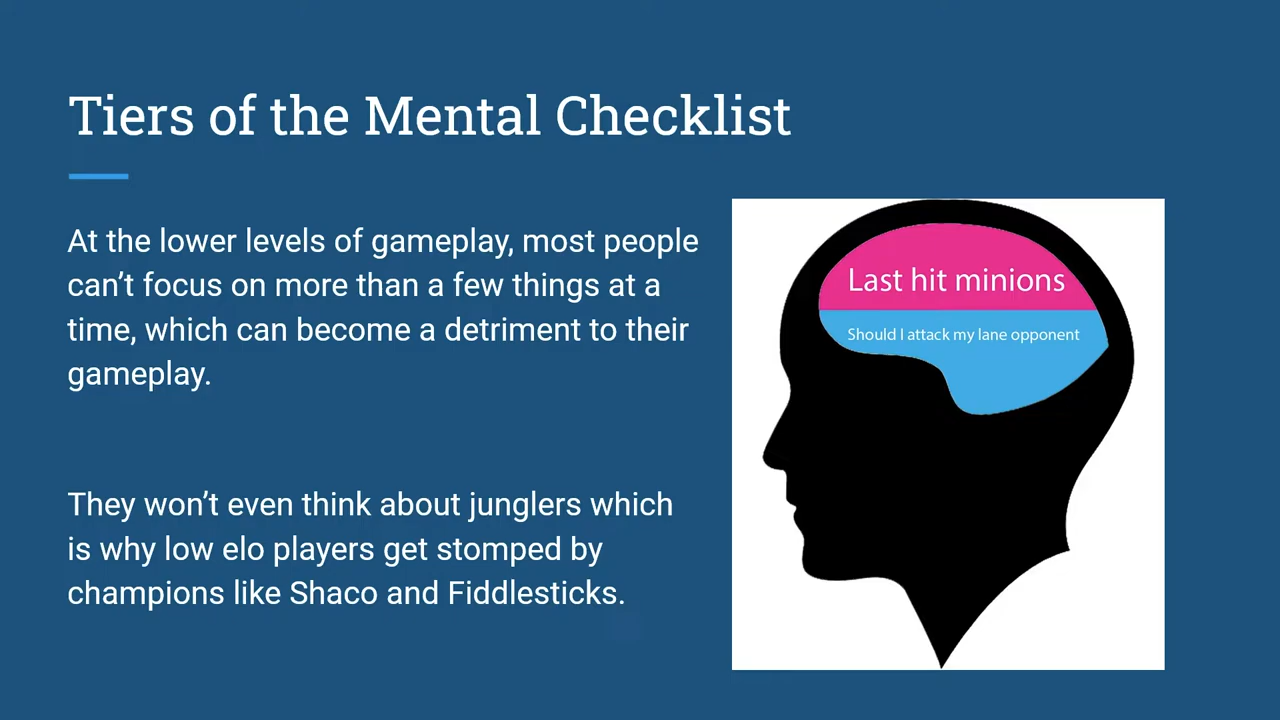 Tiers of the Mental Checklist
At the lower levels of gameplay, most people
can’t focus on more than a few things at a
time, which can become a detriment to their
gameplay.
They won’t even think about junglers which
is why low elo players get stomped by
champions like Shaco and Fiddlesticks.
Last hit minions
Should I attack my lane opponent